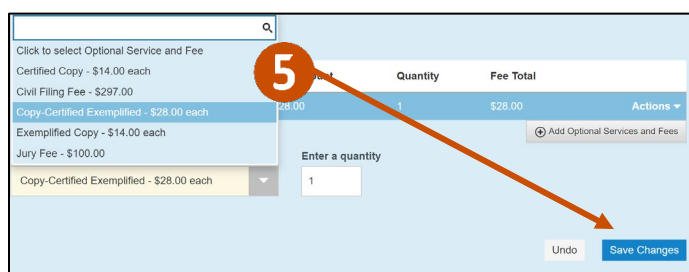 Click to select Optional Service and Fee
Certified Copy - $14.00 each
Civil Filing Fee - $297.00
Copy-Certified Exemplified - $28.00 each
Exemplified Copy - $14.00 each
Jury Fee - $100.00
Copy-Certified Exemplified - $28.00 each
5
Quantity Fee Total
1 $28.00 Actions
Add Optional Services and Fees
Enter a quantity
1
Undo Save Changes